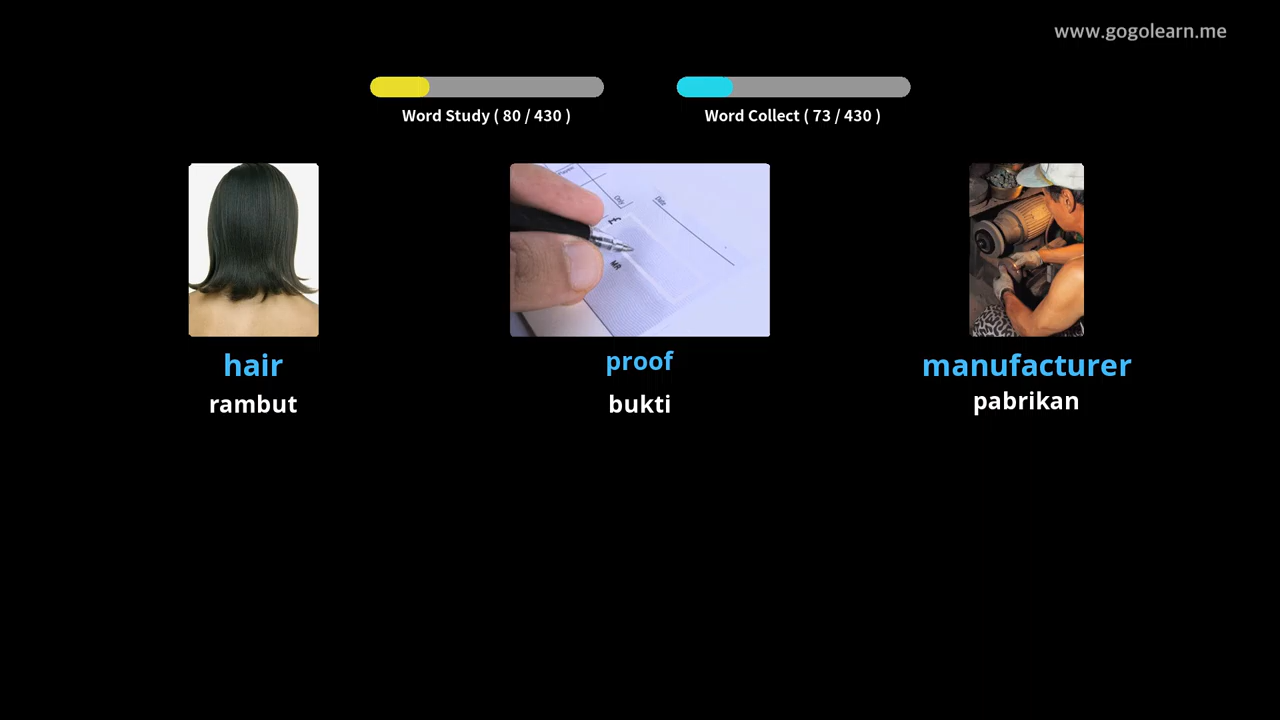 www.gogolearn.me
Word Study ( 80 / 430 )
Word Collect ( 73 / 430 )
hair
proof
manufacturer
rambut
bukti
pabrikan